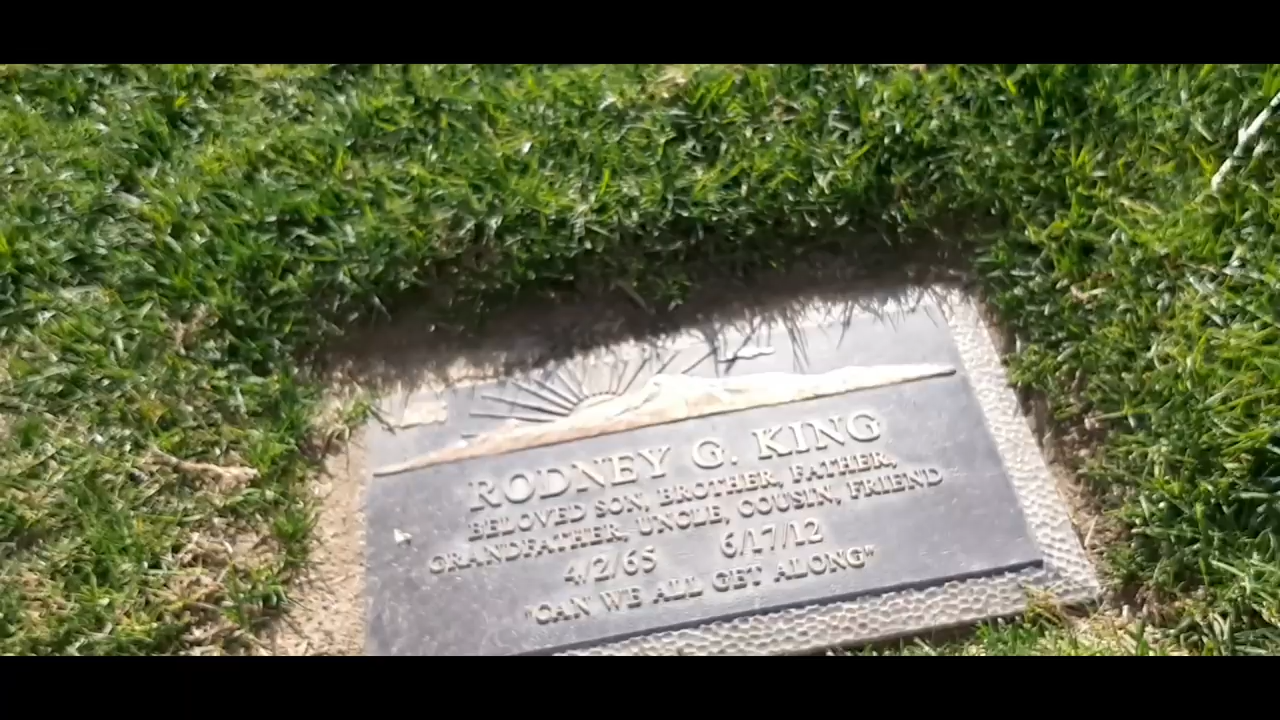 RODNEY G. KING
BELOVED SON, BROTHER, FATHER,
GRANDFATHER, UNCLE, COUSIN, FRIEND
4/2/65 6/17/12
"CAN WE ALL GET ALONG"